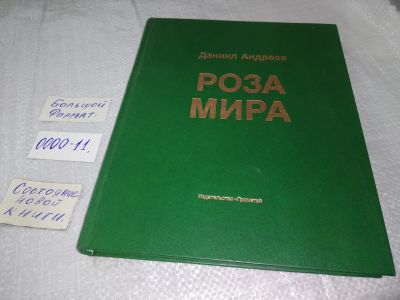 Даниил Андреев
РОЗА
МИРА
Издательство «Прометей»
Большой
формат.
0000-11.
Состояние
новой
книги.